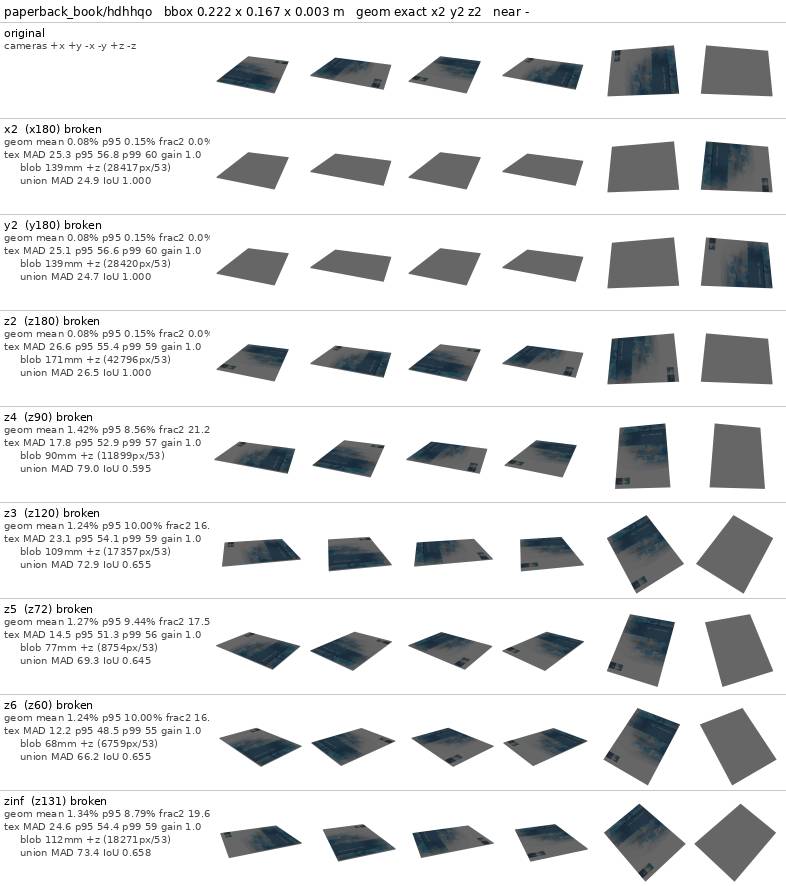 paperback_book/hdhhqo bbox 0.222 x 0.167 x 0.003 m geom exact x2 y2 z2 near -
original
cameras +x +y -x -y +z -z
x2 (x180) broken
geom mean 0.08% p95 0.15% frac2 0.0%
tex MAD 25.3 p95 56.8 p99 60 gain 1.0
blob 139mm +z (28417px/53)
union MAD 24.9 IoU 1.000
y2 (y180) broken
geom mean 0.08% p95 0.15% frac2 0.0%
tex MAD 25.1 p95 56.6 p99 60 gain 1.0
blob 139mm +z (28420px/53)
union MAD 24.7 IoU 1.000
z2 (z180) broken
geom mean 0.08% p95 0.15% frac2 0.0%
tex MAD 26.6 p95 55.4 p99 59 gain 1.0
blob 171mm +z (42796px/53)
union MAD 26.5 IoU 1.000
z4 (z90) broken
geom mean 1.42% p95 8.56% frac2 21.2
tex MAD 17.8 p95 52.9 p99 57 gain 1.0
blob 90mm +z (11899px/53)
union MAD 79.0 IoU 0.595
z3 (z120) broken
geom mean 1.24% p95 10.00% frac2 16.
tex MAD 23.1 p95 54.1 p99 59 gain 1.0
blob 109mm +z (17357px/53)
union MAD 72.9 IoU 0.655
z5 (z72) broken
geom mean 1.27% p95 9.44% frac2 17.5
tex MAD 14.5 p95 51.3 p99 56 gain 1.0
blob 77mm +z (8754px/53)
union MAD 69.3 IoU 0.645
z6 (z60) broken
geom mean 1.24% p95 10.00% frac2 16.
tex MAD 12.2 p95 48.5 p99 55 gain 1.0
blob 68mm +z (6759px/53)
union MAD 66.2 IoU 0.655
zinf (z131) broken
geom mean 1.34% p95 8.79% frac2 19.6
tex MAD 24.6 p95 54.4 p99 59 gain 1.0
blob 112mm +z (18271px/53)
union MAD 73.4 IoU 0.658